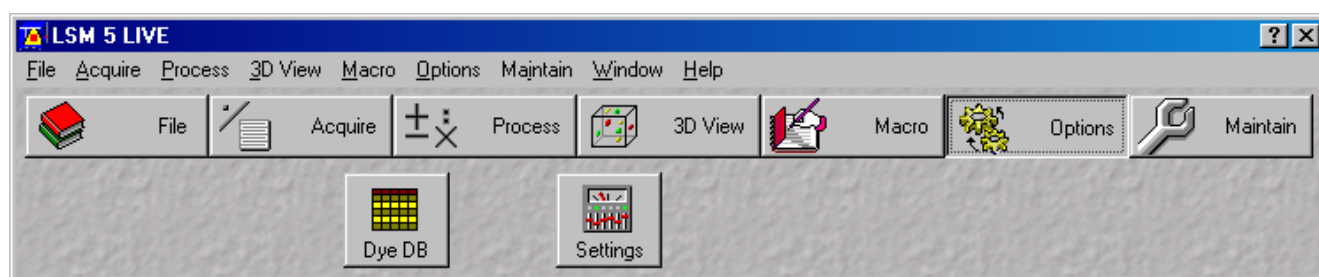 LSM 5 LIVE
File Acquire Process 3D View Macro Options Maintain Window Help
File Acquire Process 3D View Macro Options Maintain
Dye DB Settings